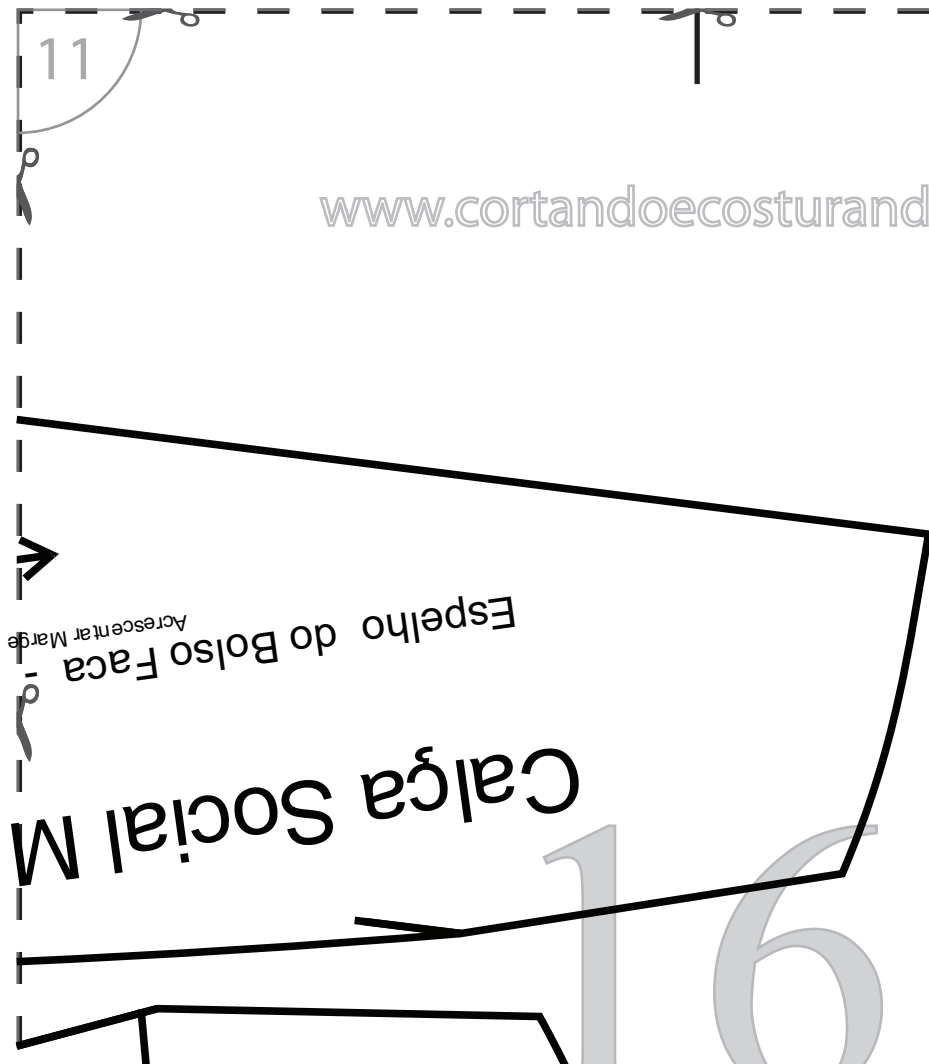 11
www.cortandoecosturand
Calça Social M
Espelho do Bolso Faca -
Acrescentar Marge
16